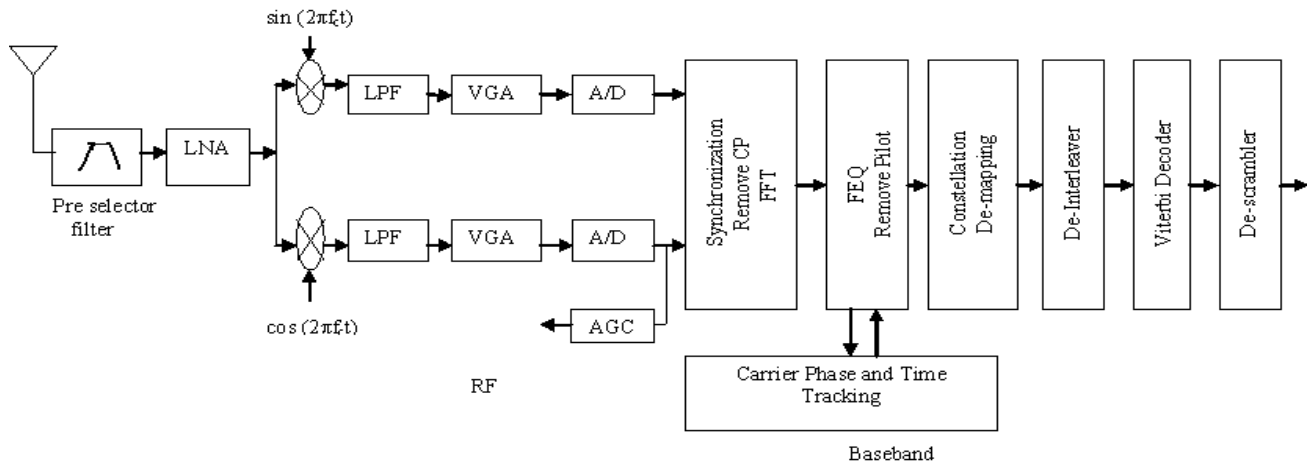 sin (2πfct)
LPF
VGA
A/D
LNA
Pre selector
filter
LPF
VGA
A/D
cos (2πfct)
AGC
RF
Synchronization
Remove CP
FFT
FEQ
Remove Pilot
Constellation
De-mapping
De-Interleaver
Viterbi Decoder
De-scrambler
Carrier Phase and Time
Tracking
Baseband